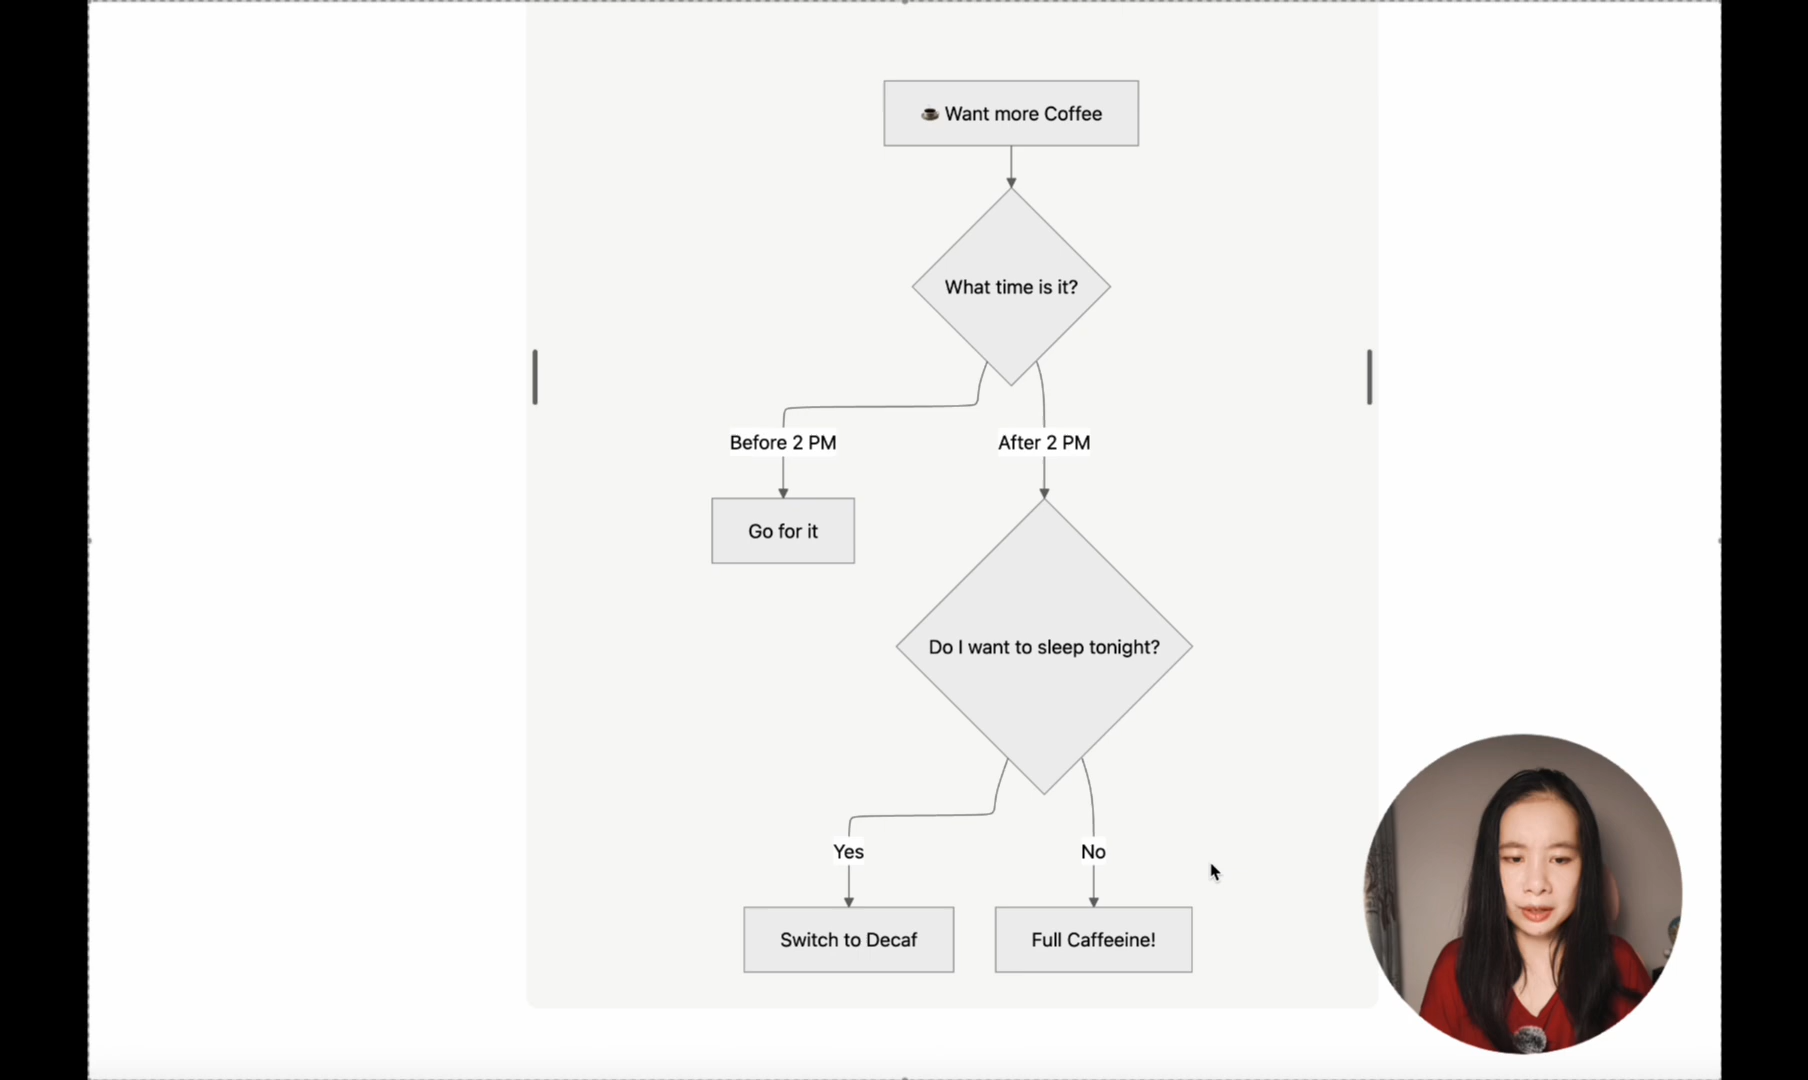 ☕ Want more Coffee
What time is it?
Before 2 PM
After 2 PM
Go for it
Do I want to sleep tonight?
Yes
No
Switch to Decaf
Full Caffeeine!